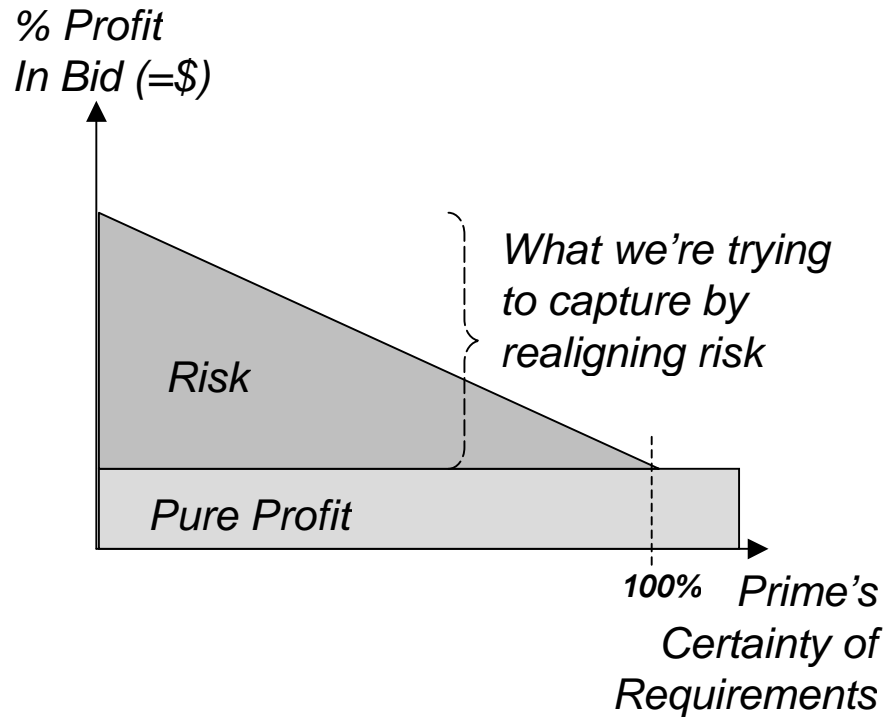 % Profit
In Bid (=$)
What we're trying
to capture by
realigning risk
Risk
Pure Profit
100%
Prime's
Certainty of
Requirements